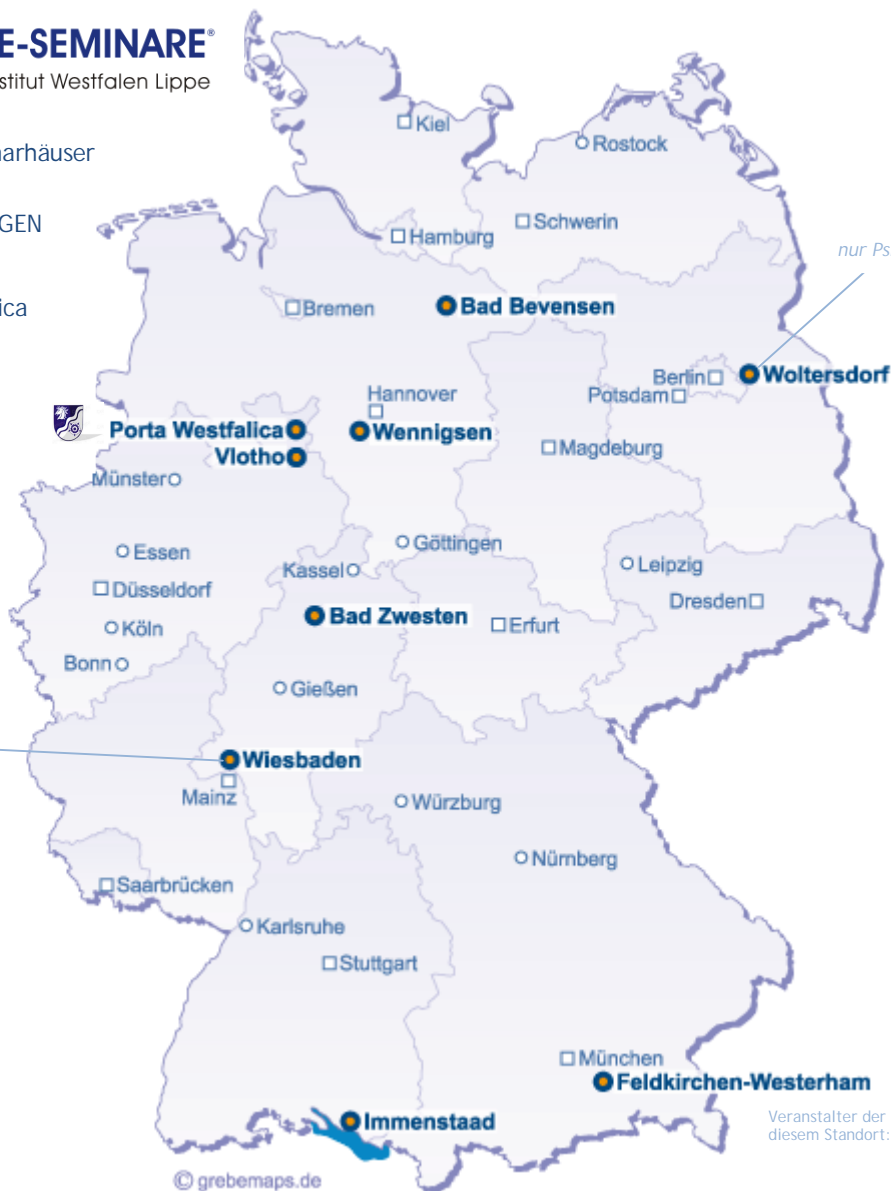 E-SEMINARE®
stitut Westfalen Lippe
arhäuser
GEN
ica
nur Ps
Kiel
Rostock
Hamburg
Schwerin
Bremen
Bad Bevensen
Berlin
Woltersdorf
Potsdam
Hannover
Porta Westfalica
Wennigsen
Vlotho
Magdeburg
Münster
Göttingen
Essen
Kassel
Leipzig
Düsseldorf
Dresden
Bad Zwesten
Erfurt
Köln
Bonn
Gießen
Wiesbaden
Mainz
Würzburg
Nürnberg
Saarbrücken
Karlsruhe
Stuttgart
München
Feldkirchen-Westerham
Immenstaad
Veranstalter der
diesem Standort:
© grebemaps.de